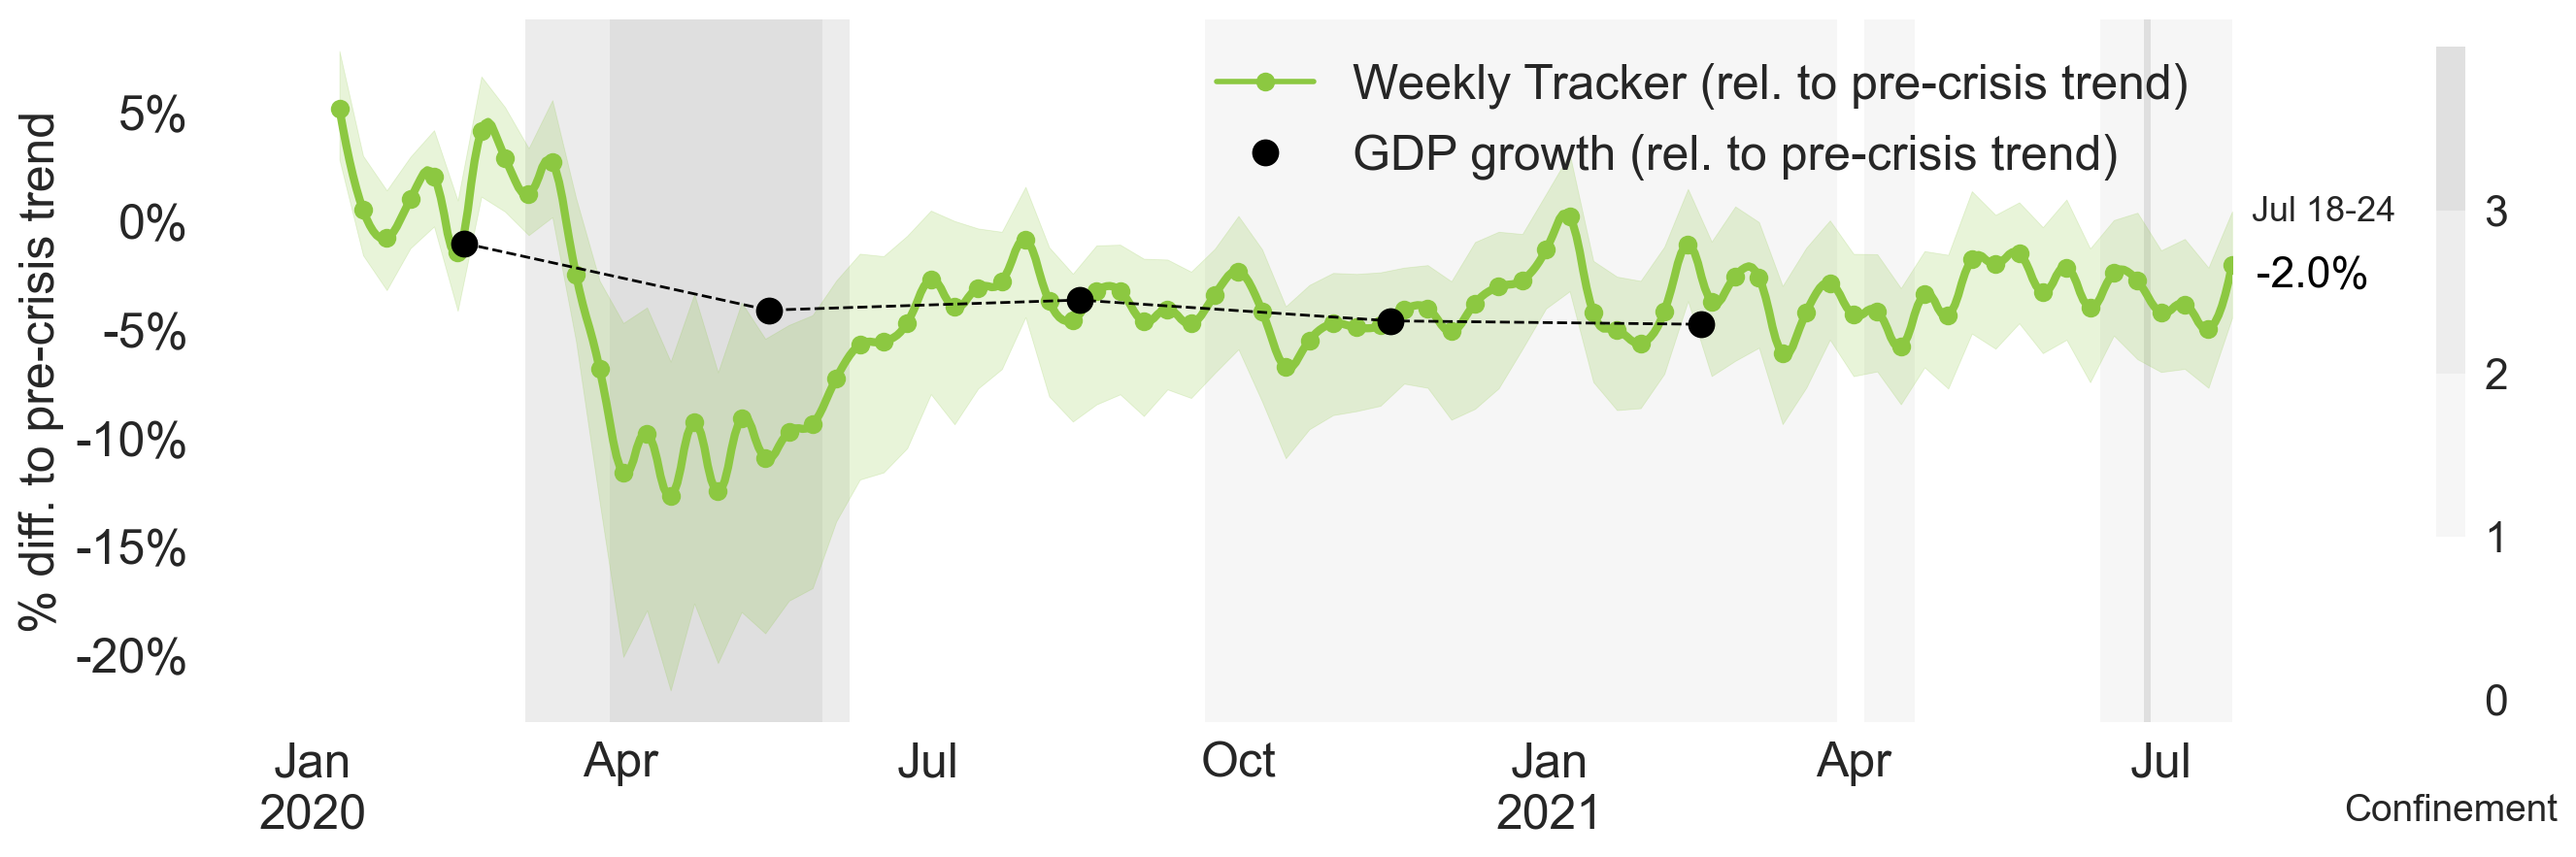 Weekly Tracker (rel. to pre-crisis trend)
GDP growth (rel. to pre-crisis trend)
% diff. to pre-crisis trend
5%
0%
-5%
-10%
-15%
-20%
Jul 18-24
-2.0%
3
2
1
0
Jan Apr Jul Oct Jan Apr Jul
2020 2021
Confinement